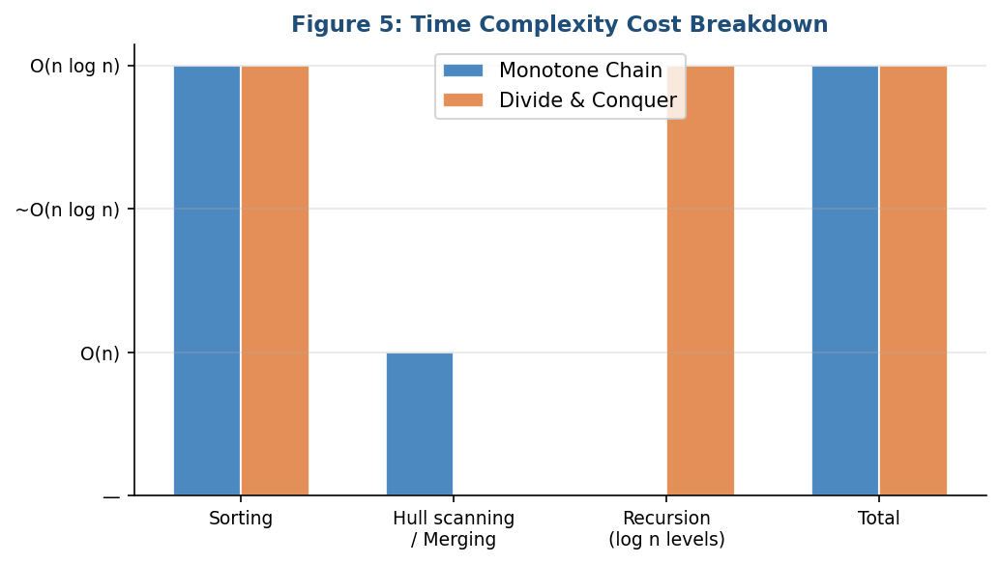 Figure 5: Time Complexity Cost Breakdown
Monotone Chain
Divide & Conquer
O(n log n)
~O(n log n)
O(n)
—
Sorting
Hull scanning
/ Merging
Recursion
(log n levels)
Total